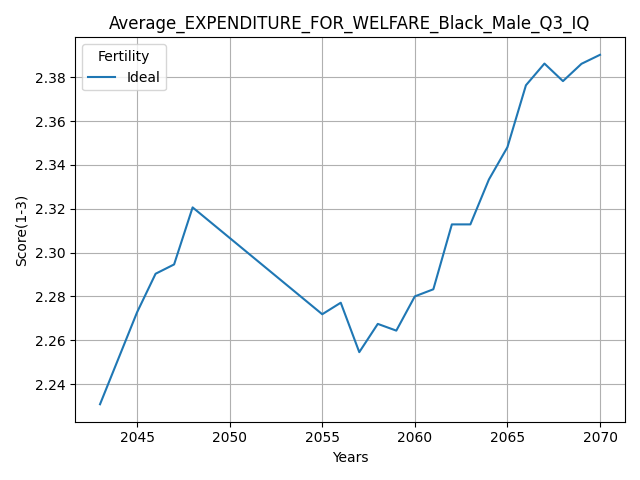 Average_EXPENDITURE_FOR_WELFARE_Black_Male_Q3_IQ
Fertility
Ideal
Score(1-3)
2.38
2.36
2.34
2.32
2.30
2.28
2.26
2.24
2045 2050 2055 2060 2065 2070
Years